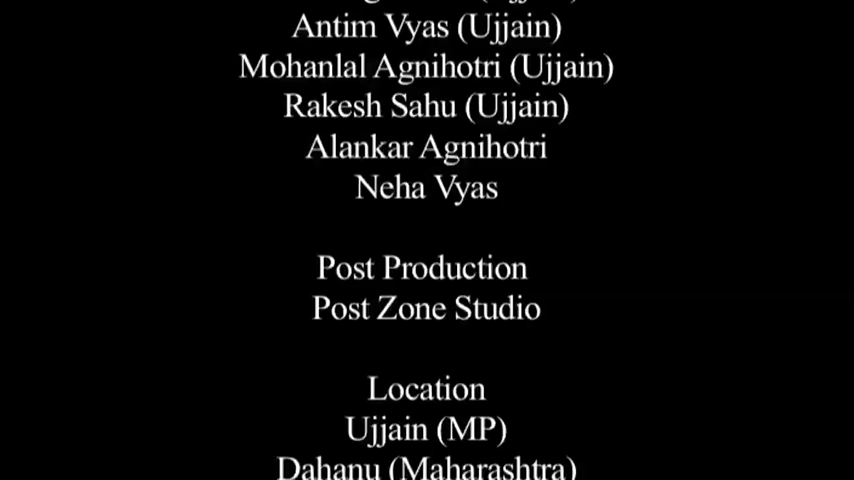 Antim Vyas (Ujjain)
Mohanlal Agnihotri (Ujjain)
Rakesh Sahu (Ujjain)
Alankar Agnihotri
Neha Vyas
Post Production
Post Zone Studio
Location
Ujjain (MP)
Dahanu (Maharashtra)